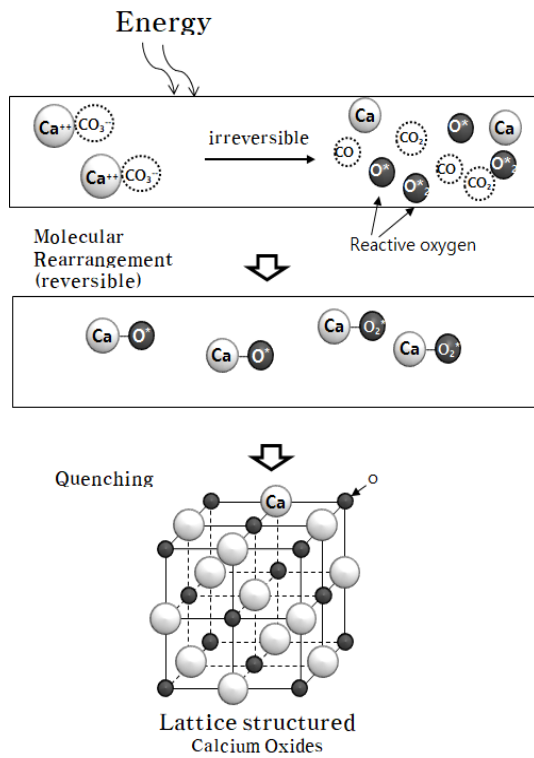 Energy
Ca++ CO3--
Ca++ CO3--
irreversible
Ca
CO2
O*
Ca
CO
O*
O*2
CO
CO2
O*2
Reactive oxygen
Molecular
Rearrangement
(reversible)
Ca O*
Ca O*
Ca O2*
Ca O2*
Quenching
Ca
O
Lattice structured
Calcium Oxides